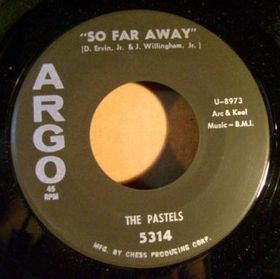 "SO FAR AWAY"
(D. Ervin, Jr. & J. Willingham, Jr.)
ARGO
45
RPM
U-8973
Arc & Keel
Music - B.M.I.
THE PASTELS
5314
MFG. BY CHESS PRODUCING CORP.